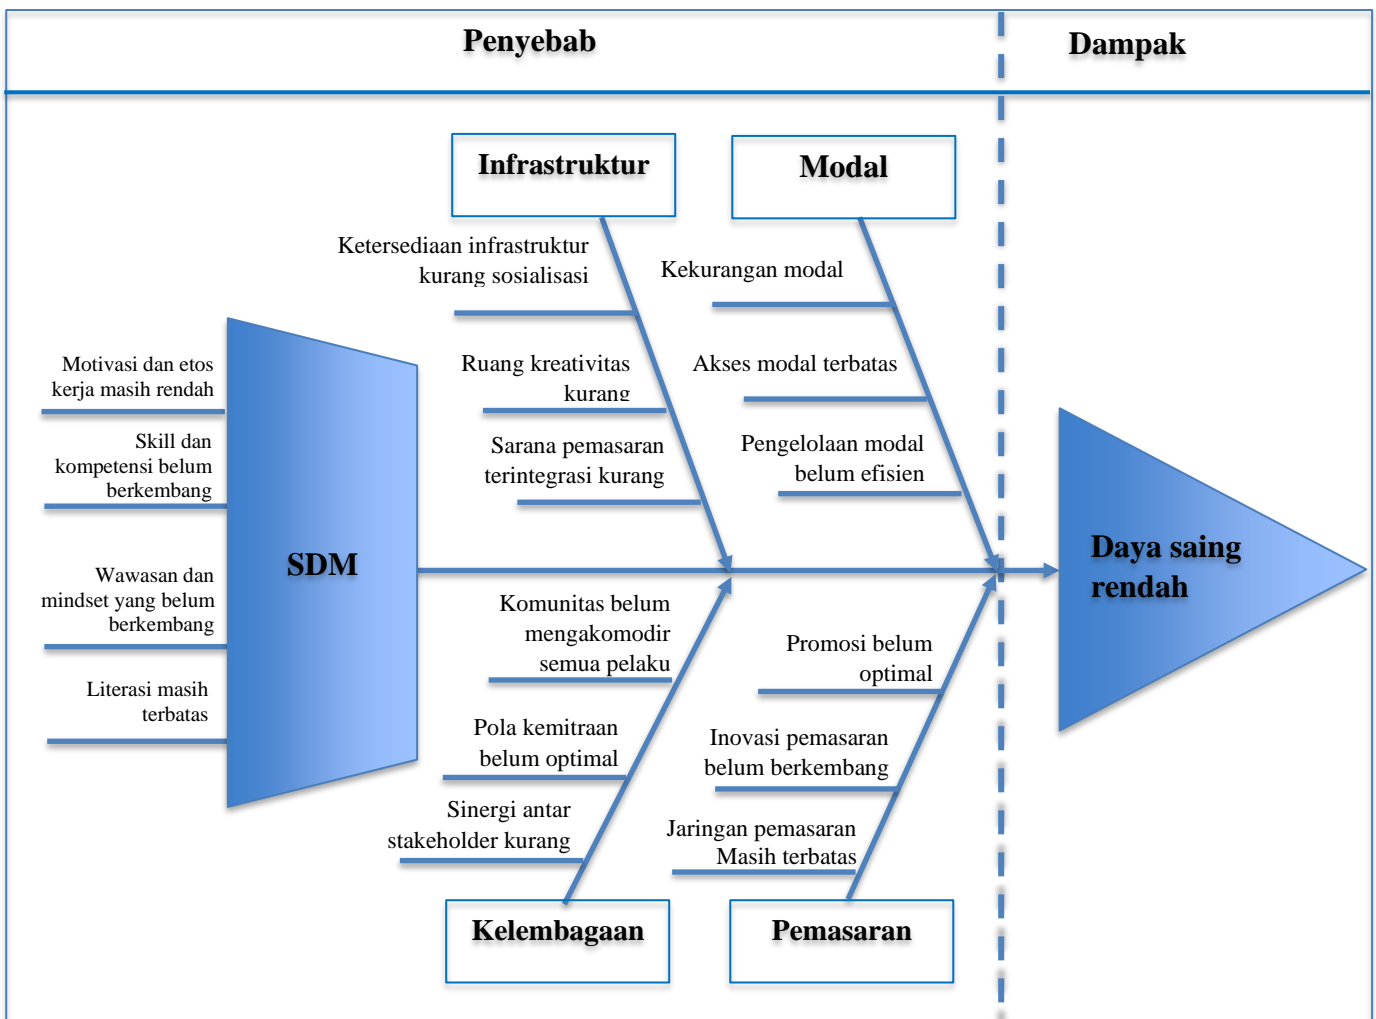 Penyebab
Dampak
Infrastruktur
Modal
Ketersediaan infrastruktur
kurang sosialisasi
Ruang kreativitas
kurang
Sarana pemasaran
terintegrasi kurang
Kekurangan modal
Akses modal terbatas
Pengelolaan modal
belum efisien
Motivasi dan etos
kerja masih rendah
Skill dan
kompetensi belum
berkembang
Wawasan dan
mindset yang belum
berkembang
Literasi masih
terbatas
SDM
Daya saing
rendah
Komunitas belum
mengakomodir
semua pelaku
Pola kemitraan
belum optimal
Sinergi antar
stakeholder kurang
Promosi belum
optimal
Inovasi pemasaran
belum berkembang
Jaringan pemasaran
Masih terbatas
Kelembagaan
Pemasaran